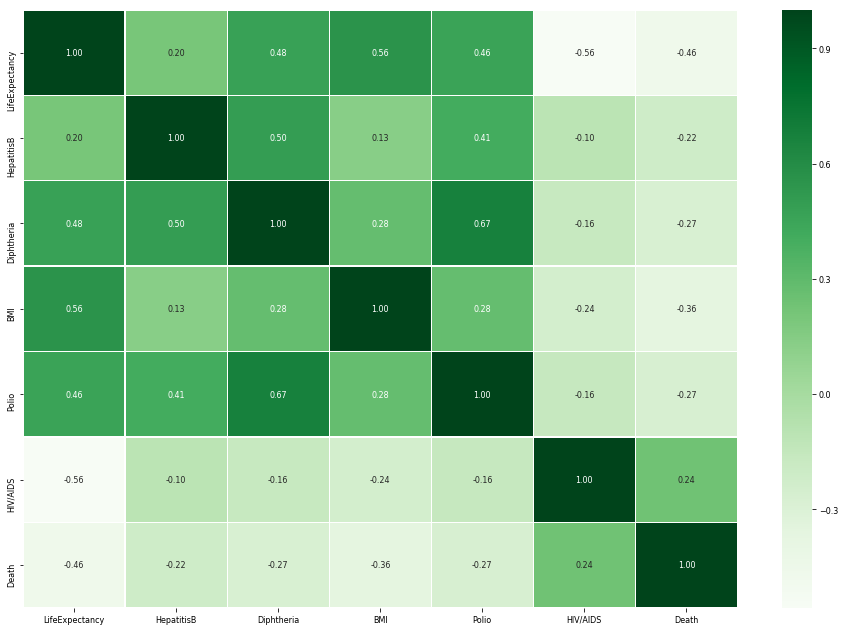 LifeExpectancy 1.00 0.20 0.48 0.56 0.46 -0.56 -0.46
HepatitisB 0.20 1.00 0.50 0.13 0.41 -0.10 -0.22
Diphtheria 0.48 0.50 1.00 0.28 0.67 -0.16 -0.27
BMI 0.56 0.13 0.28 1.00 0.28 -0.24 -0.36
Polio 0.46 0.41 0.67 0.28 1.00 -0.16 -0.27
HIV/AIDS -0.56 -0.10 -0.16 -0.24 -0.16 1.00 0.24
Death -0.46 -0.22 -0.27 -0.36 -0.27 0.24 1.00
LifeExpectancy HepatitisB Diphtheria BMI Polio HIV/AIDS Death
0.9
0.6
0.3
0.0
−0.3